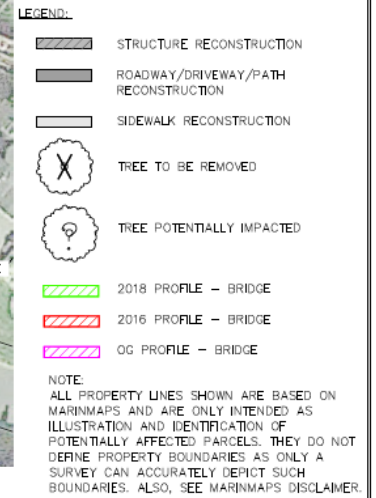 LEGEND:
STRUCTURE RECONSTRUCTION
ROADWAY/DRIVEWAY/PATH
RECONSTRUCTION
SIDEWALK RECONSTRUCTION
X
TREE TO BE REMOVED
?
TREE POTENTIALLY IMPACTED
2018 PROFILE – BRIDGE
2016 PROFILE – BRIDGE
OG PROFILE – BRIDGE
NOTE:
ALL PROPERTY LINES SHOWN ARE BASED ON
MARINMAPS AND ARE ONLY INTENDED AS
ILLUSTRATION AND IDENTIFICATION OF
POTENTIALLY AFFECTED PARCELS. THEY DO NOT
DEFINE PROPERTY BOUNDARIES AS ONLY A
SURVEY CAN ACCURATELY DEPICT SUCH
BOUNDARIES. ALSO, SEE MARINMAPS DISCLAIMER.